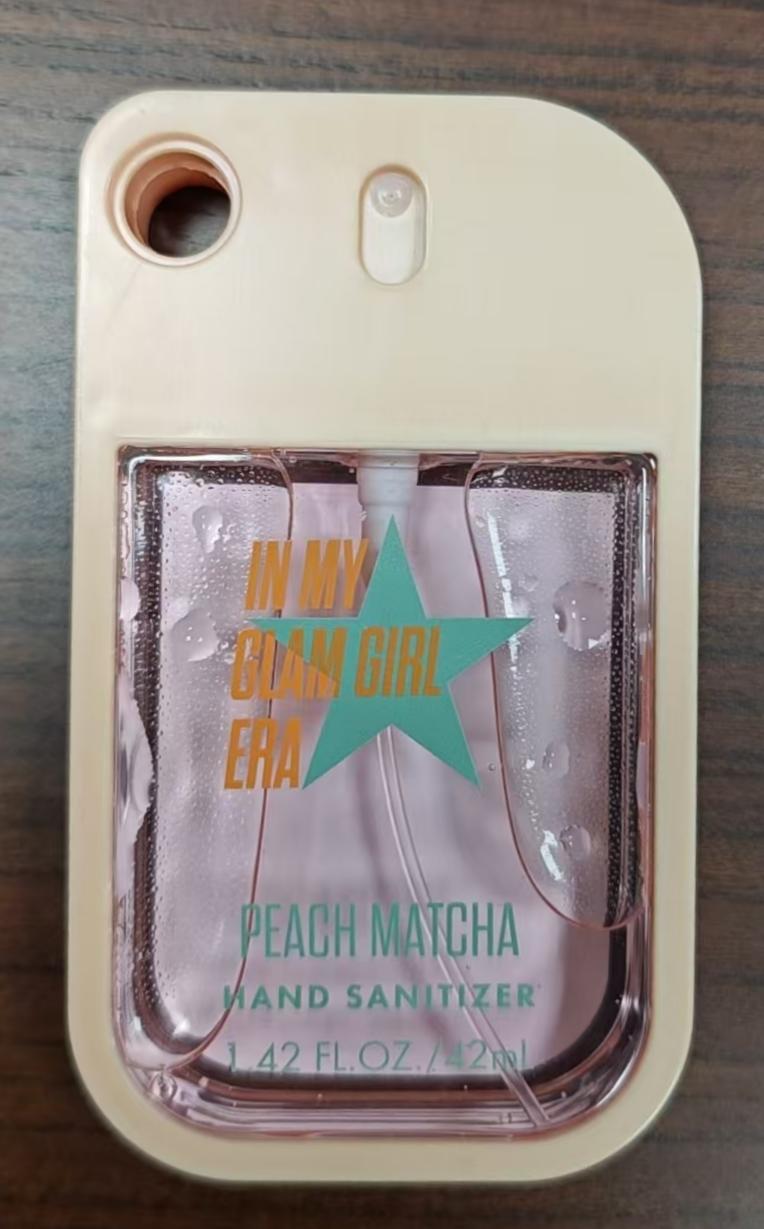 IN MY
GLAM GIRL
ERA
PEACH MATCHA
HAND SANITIZER
1.42 FL.OZ./42ml